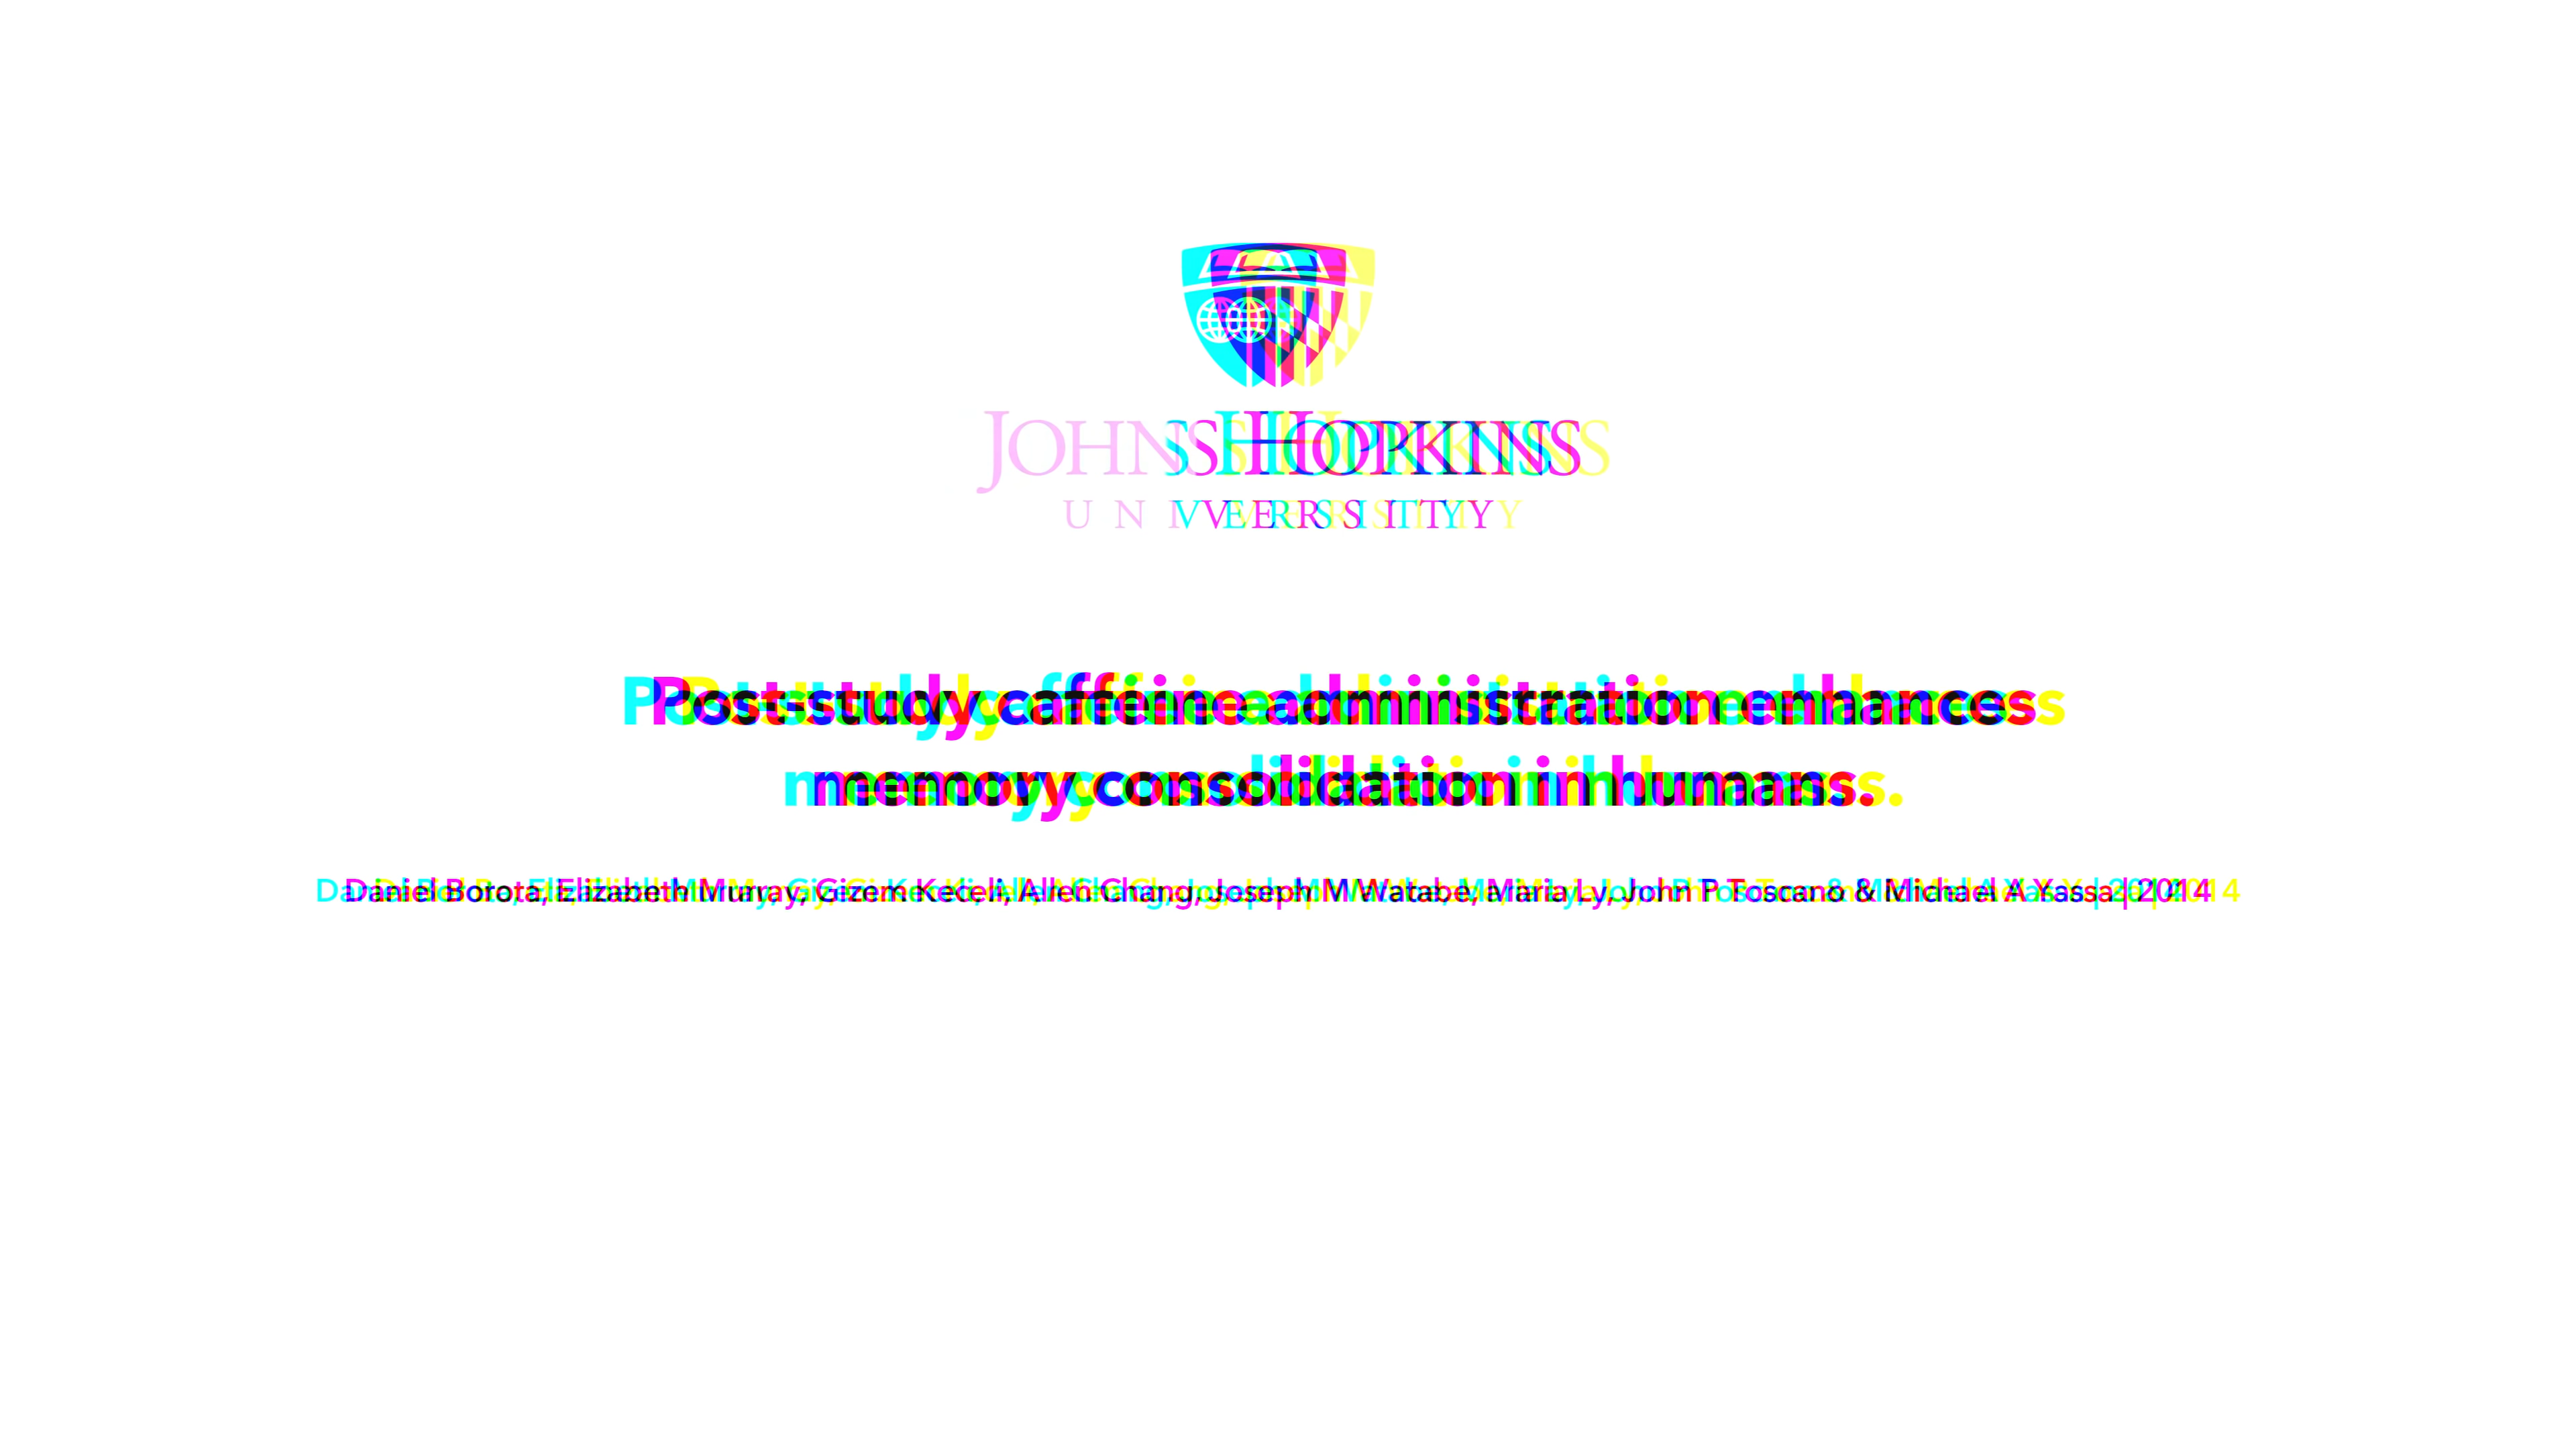 JOHNS HOPKINS
UNIVERSITY
Post-study caffeine administration enhances
memory consolidation in humans.
Daniel Borota, Elizabeth Murray, Gizem Keceli, Allen Chang, Joseph M Watabe, Maria Ly, John P Toscano & Michael A Yassa | 2014